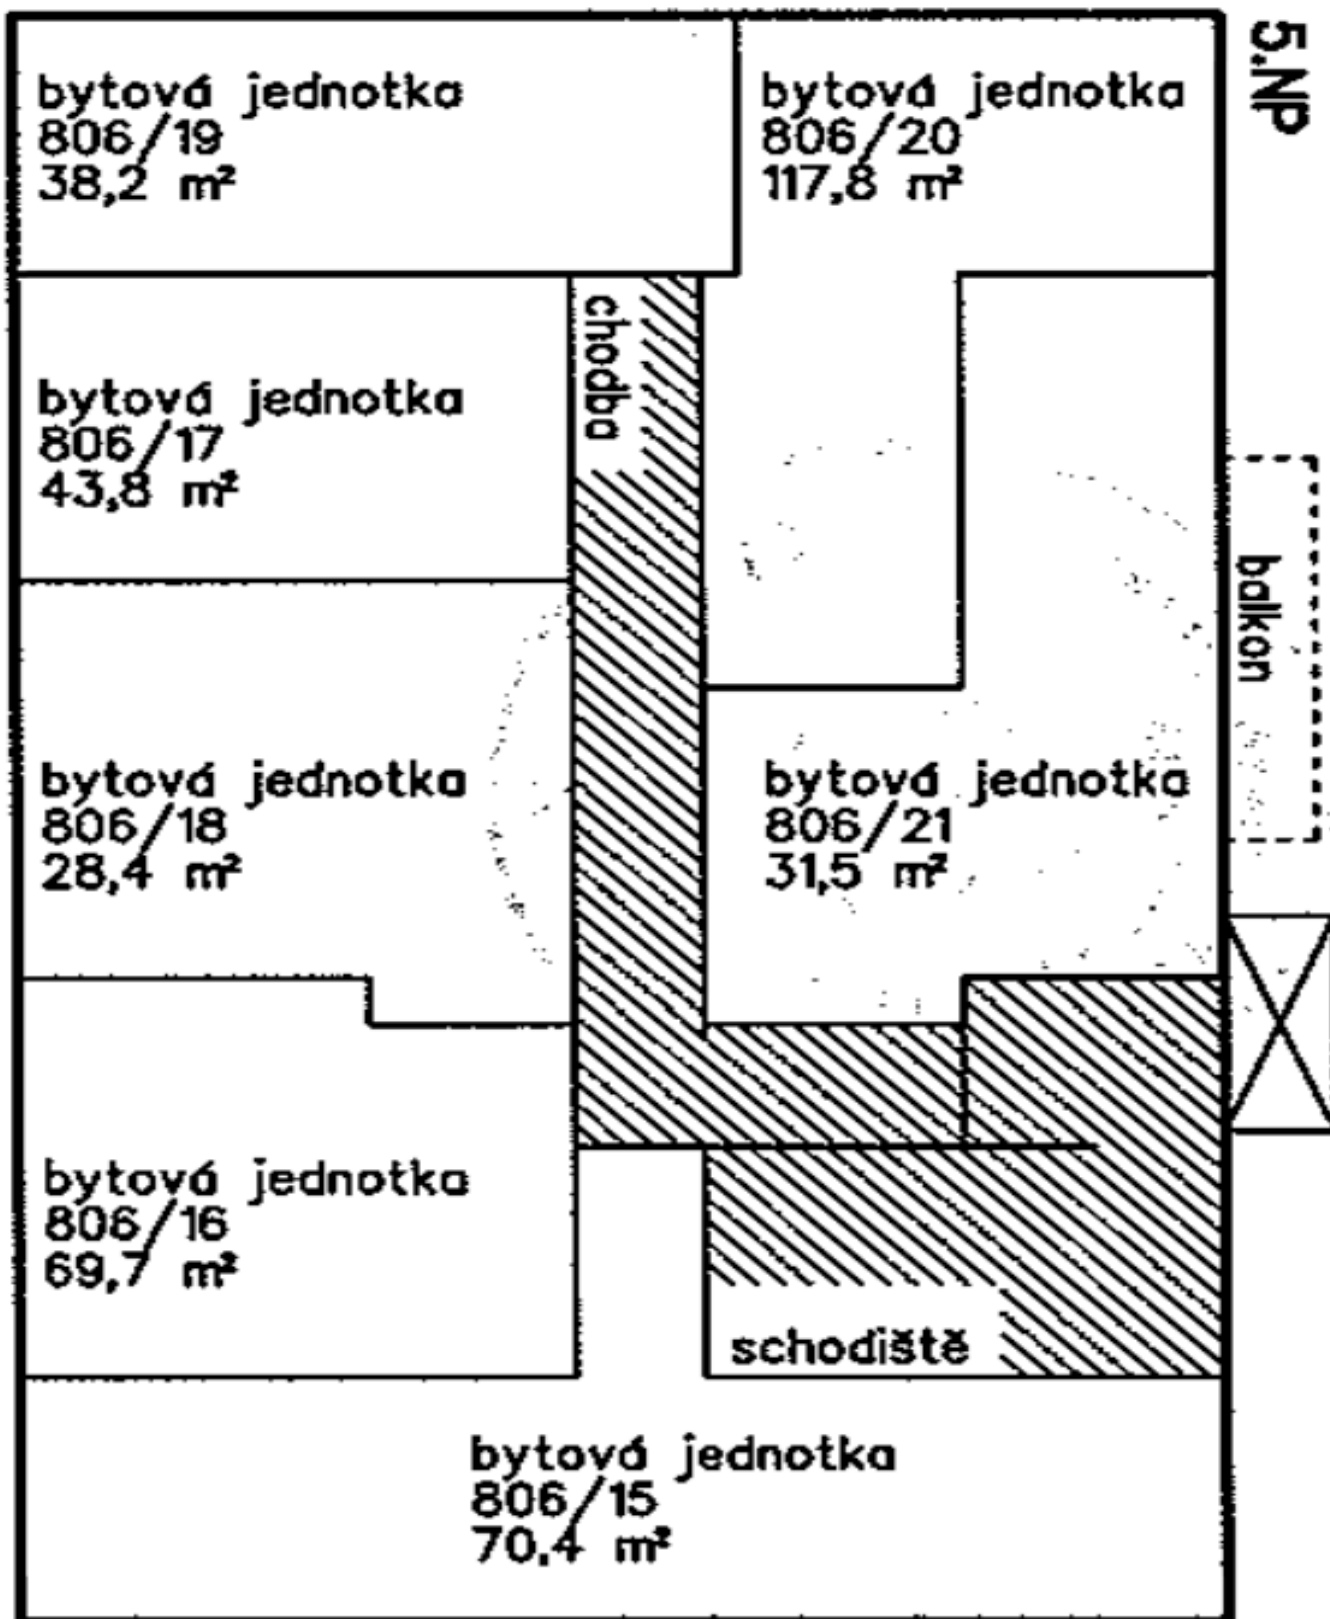 5.NP
bytová jednotka
806/19
38,2 m²
bytová jednotka
806/20
117,8 m²
chodba
bytová jednotka
806/17
43,8 m²
balkon
bytová jednotka
806/18
28,4 m²
bytová jednotka
806/21
31,5 m²
bytová jednotka
806/16
69,7 m²
schodiště
bytová jednotka
806/15
70,4 m²